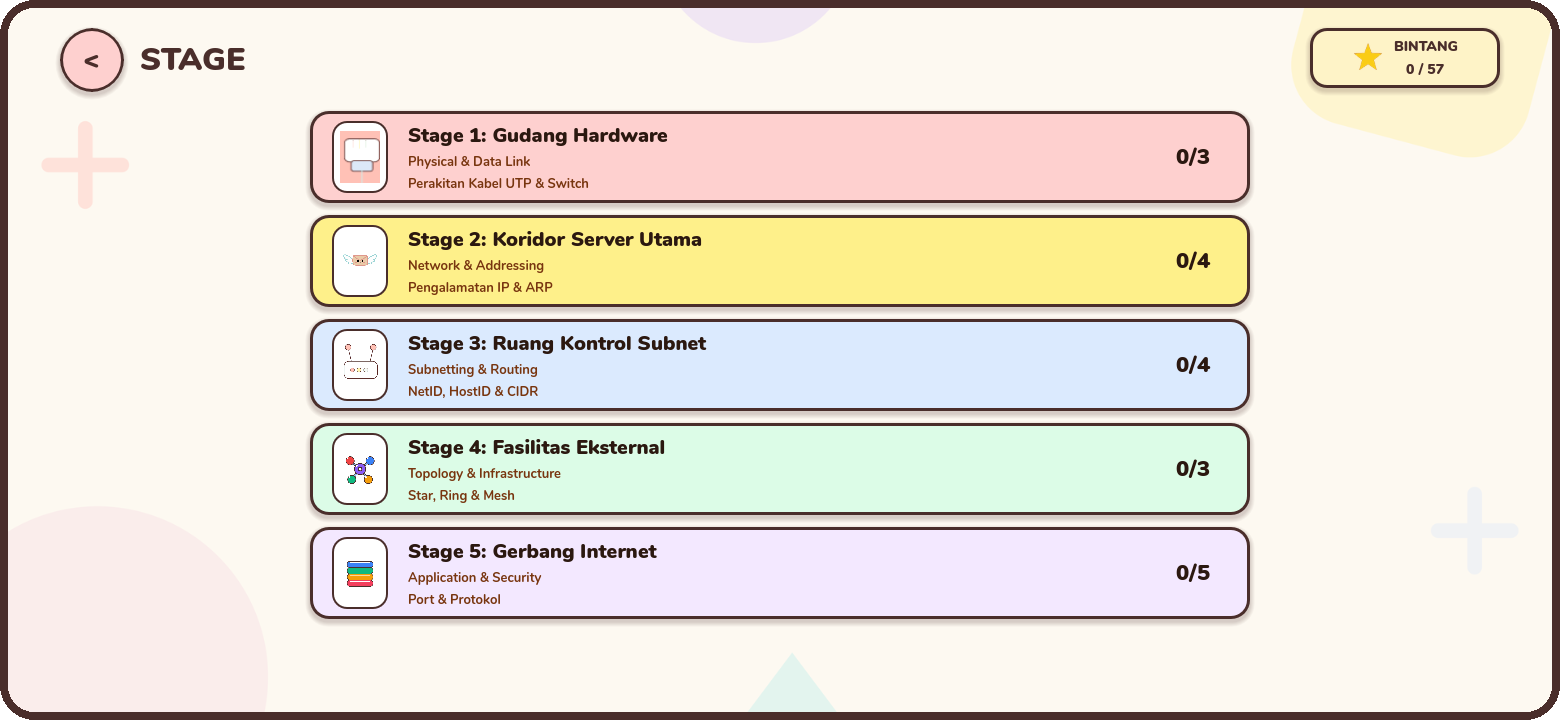 <
STAGE
BINTANG
0 / 57
Stage 1: Gudang Hardware
Physical & Data Link
Perakitan Kabel UTP & Switch
0/3
Stage 2: Koridor Server Utama
Network & Addressing
Pengalamatan IP & ARP
0/4
Stage 3: Ruang Kontrol Subnet
Subnetting & Routing
NetID, HostID & CIDR
0/4
Stage 4: Fasilitas Eksternal
Topology & Infrastructure
Star, Ring & Mesh
0/3
Stage 5: Gerbang Internet
Application & Security
Port & Protokol
0/5